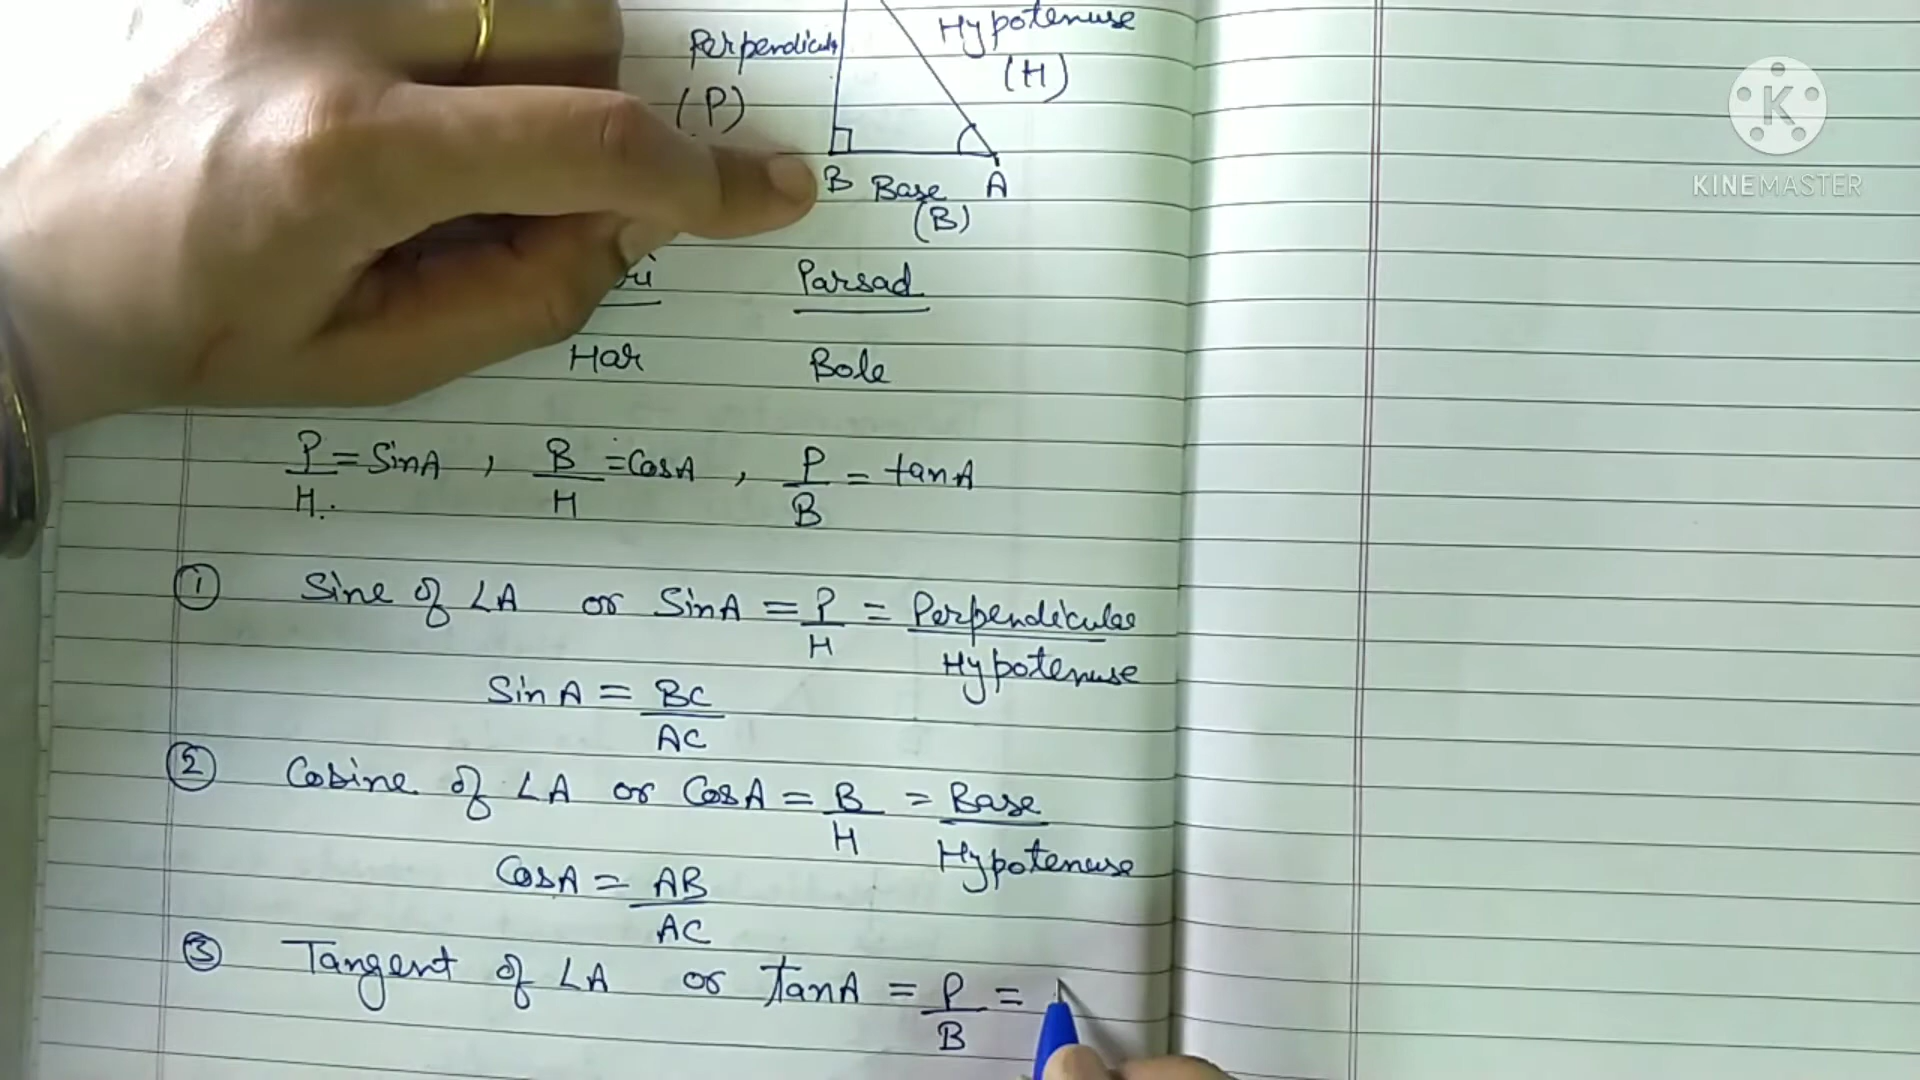 Hypotenuse
Perpendicular
(H)
(P)
B Base A
(B)
Parsad
Har Bole
P/H. = SinA , B/H = CosA , P/B = tanA
① Sine of ∠A or SinA = P/H = Perpendicular/Hypotenuse
SinA = BC/AC
② Cosine of ∠A or CosA = B/H = Base/Hypotenuse
CosA = AB/AC
③ Tangent of ∠A or tanA = P/B =
K
KINEMASTER